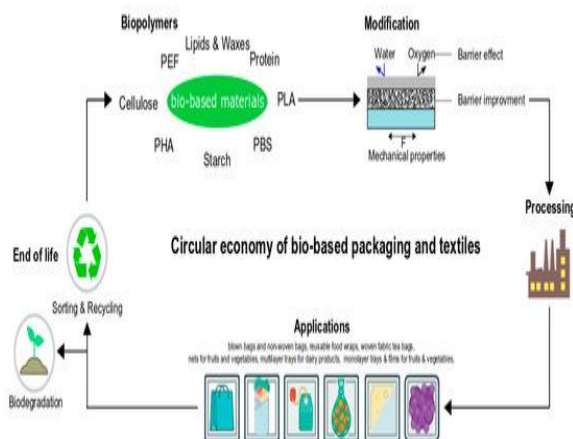 Biopolymers
Lipids & Waxes
PEF
Protein
Cellulose
bio-based materials
PLA
PHA
PBS
Starch
Modification
Water
Oxygen
Barrier effect
Barrier improvment
F
Mechanical properties
Processing
End of life
Circular economy of bio-based packaging and textiles
Sorting & Recycling
Biodegradation
Applications
blown bags and non-woven bags, reusable food wraps, woven fabric tea bags,
nets for fruits and vegetables, multilayer trays for dairy products, monolayer trays & films for fruits & vegetables.